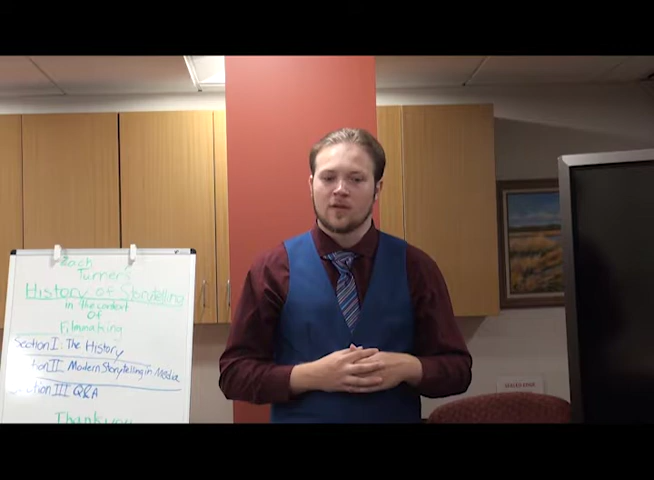 Zach
Turner's
History of Storytelling
in the context
of
Filmmaking
Section I: The History
tion II: Modern Storytelling in Media
Section III Q&A
Thank you